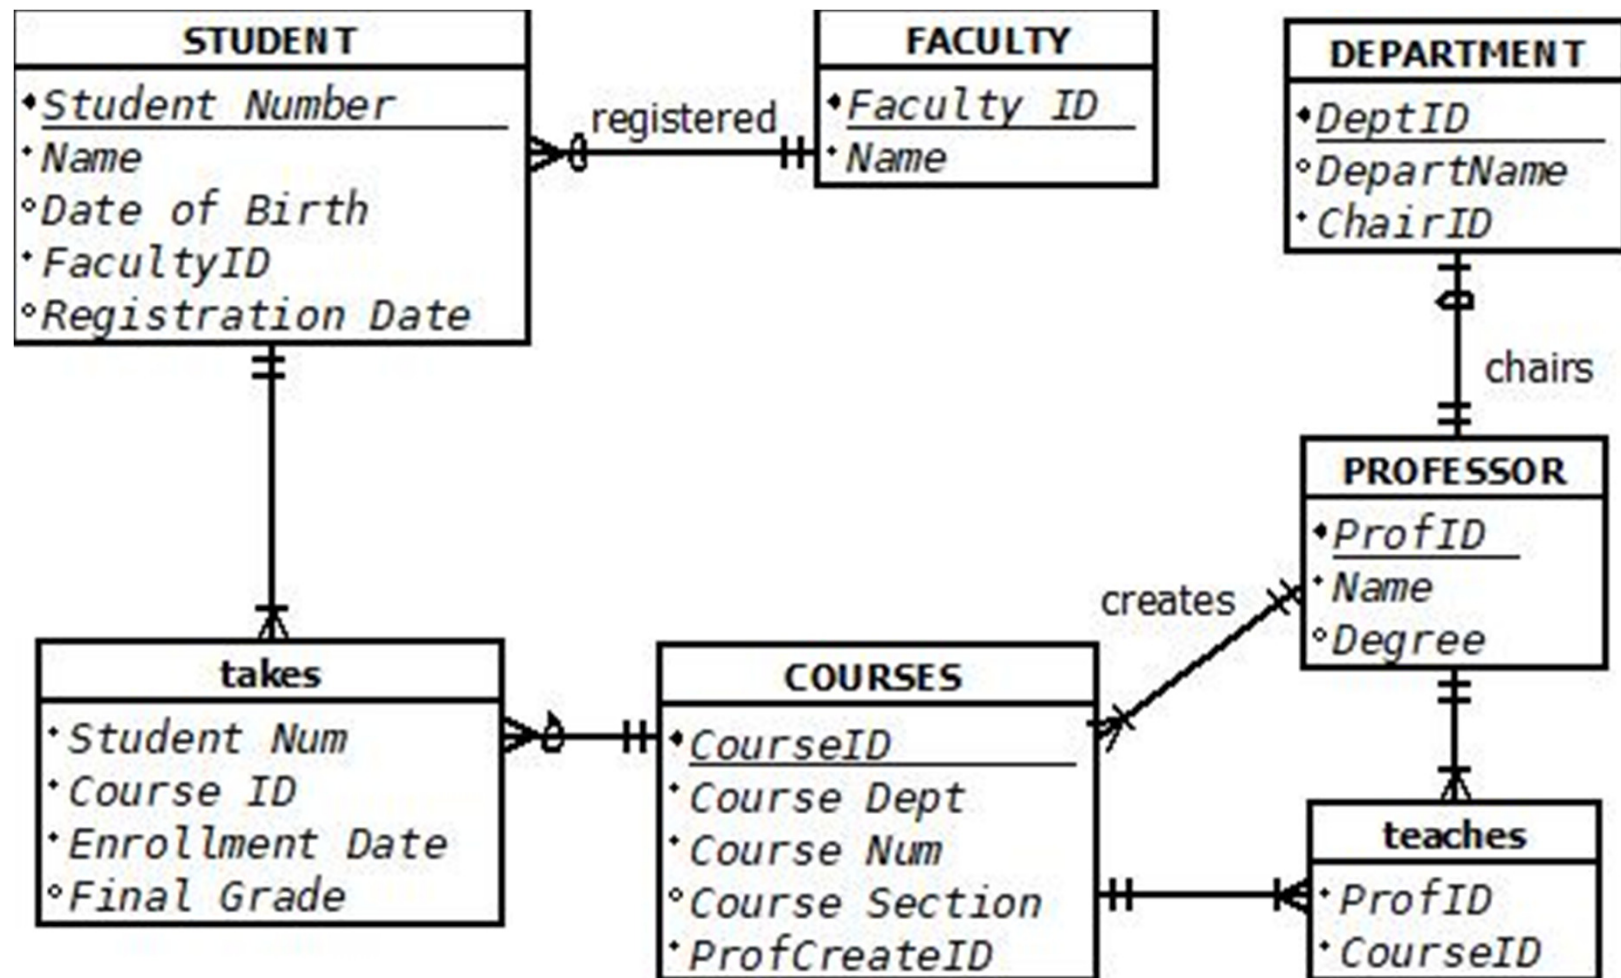 STUDENT
Student Number
Name
Date of Birth
FacultyID
Registration Date
registered
FACULTY
Faculty ID
Name
DEPARTMENT
DeptID
DepartName
ChairID
chairs
PROFESSOR
ProfID
Name
Degree
creates
takes
Student Num
Course ID
Enrollment Date
Final Grade
COURSES
CourseID
Course Dept
Course Num
Course Section
ProfCreateID
teaches
ProfID
CourseID